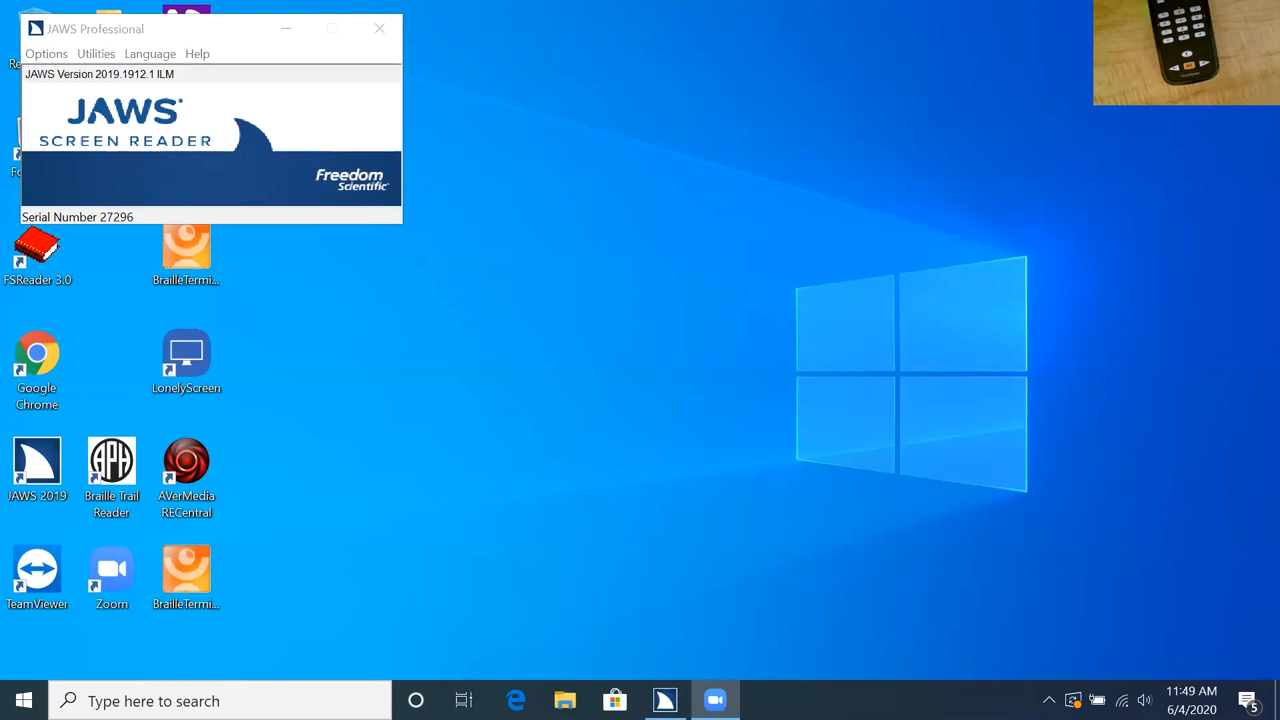 JAWS Professional
Options Utilities Language Help
JAWS Version 2019.1912.1 ILM
JAWS
SCREEN READER
Freedom
Scientific
Serial Number 27296
FSReader 3.0
BrailleTermi...
Google
Chrome
LonelyScreen
JAWS 2019
APH
Braille Trail
Reader
AVerMedia
RECentral
TeamViewer
Zoom
BrailleTermi...
Type here to search
11:49 AM
6/4/2020
5